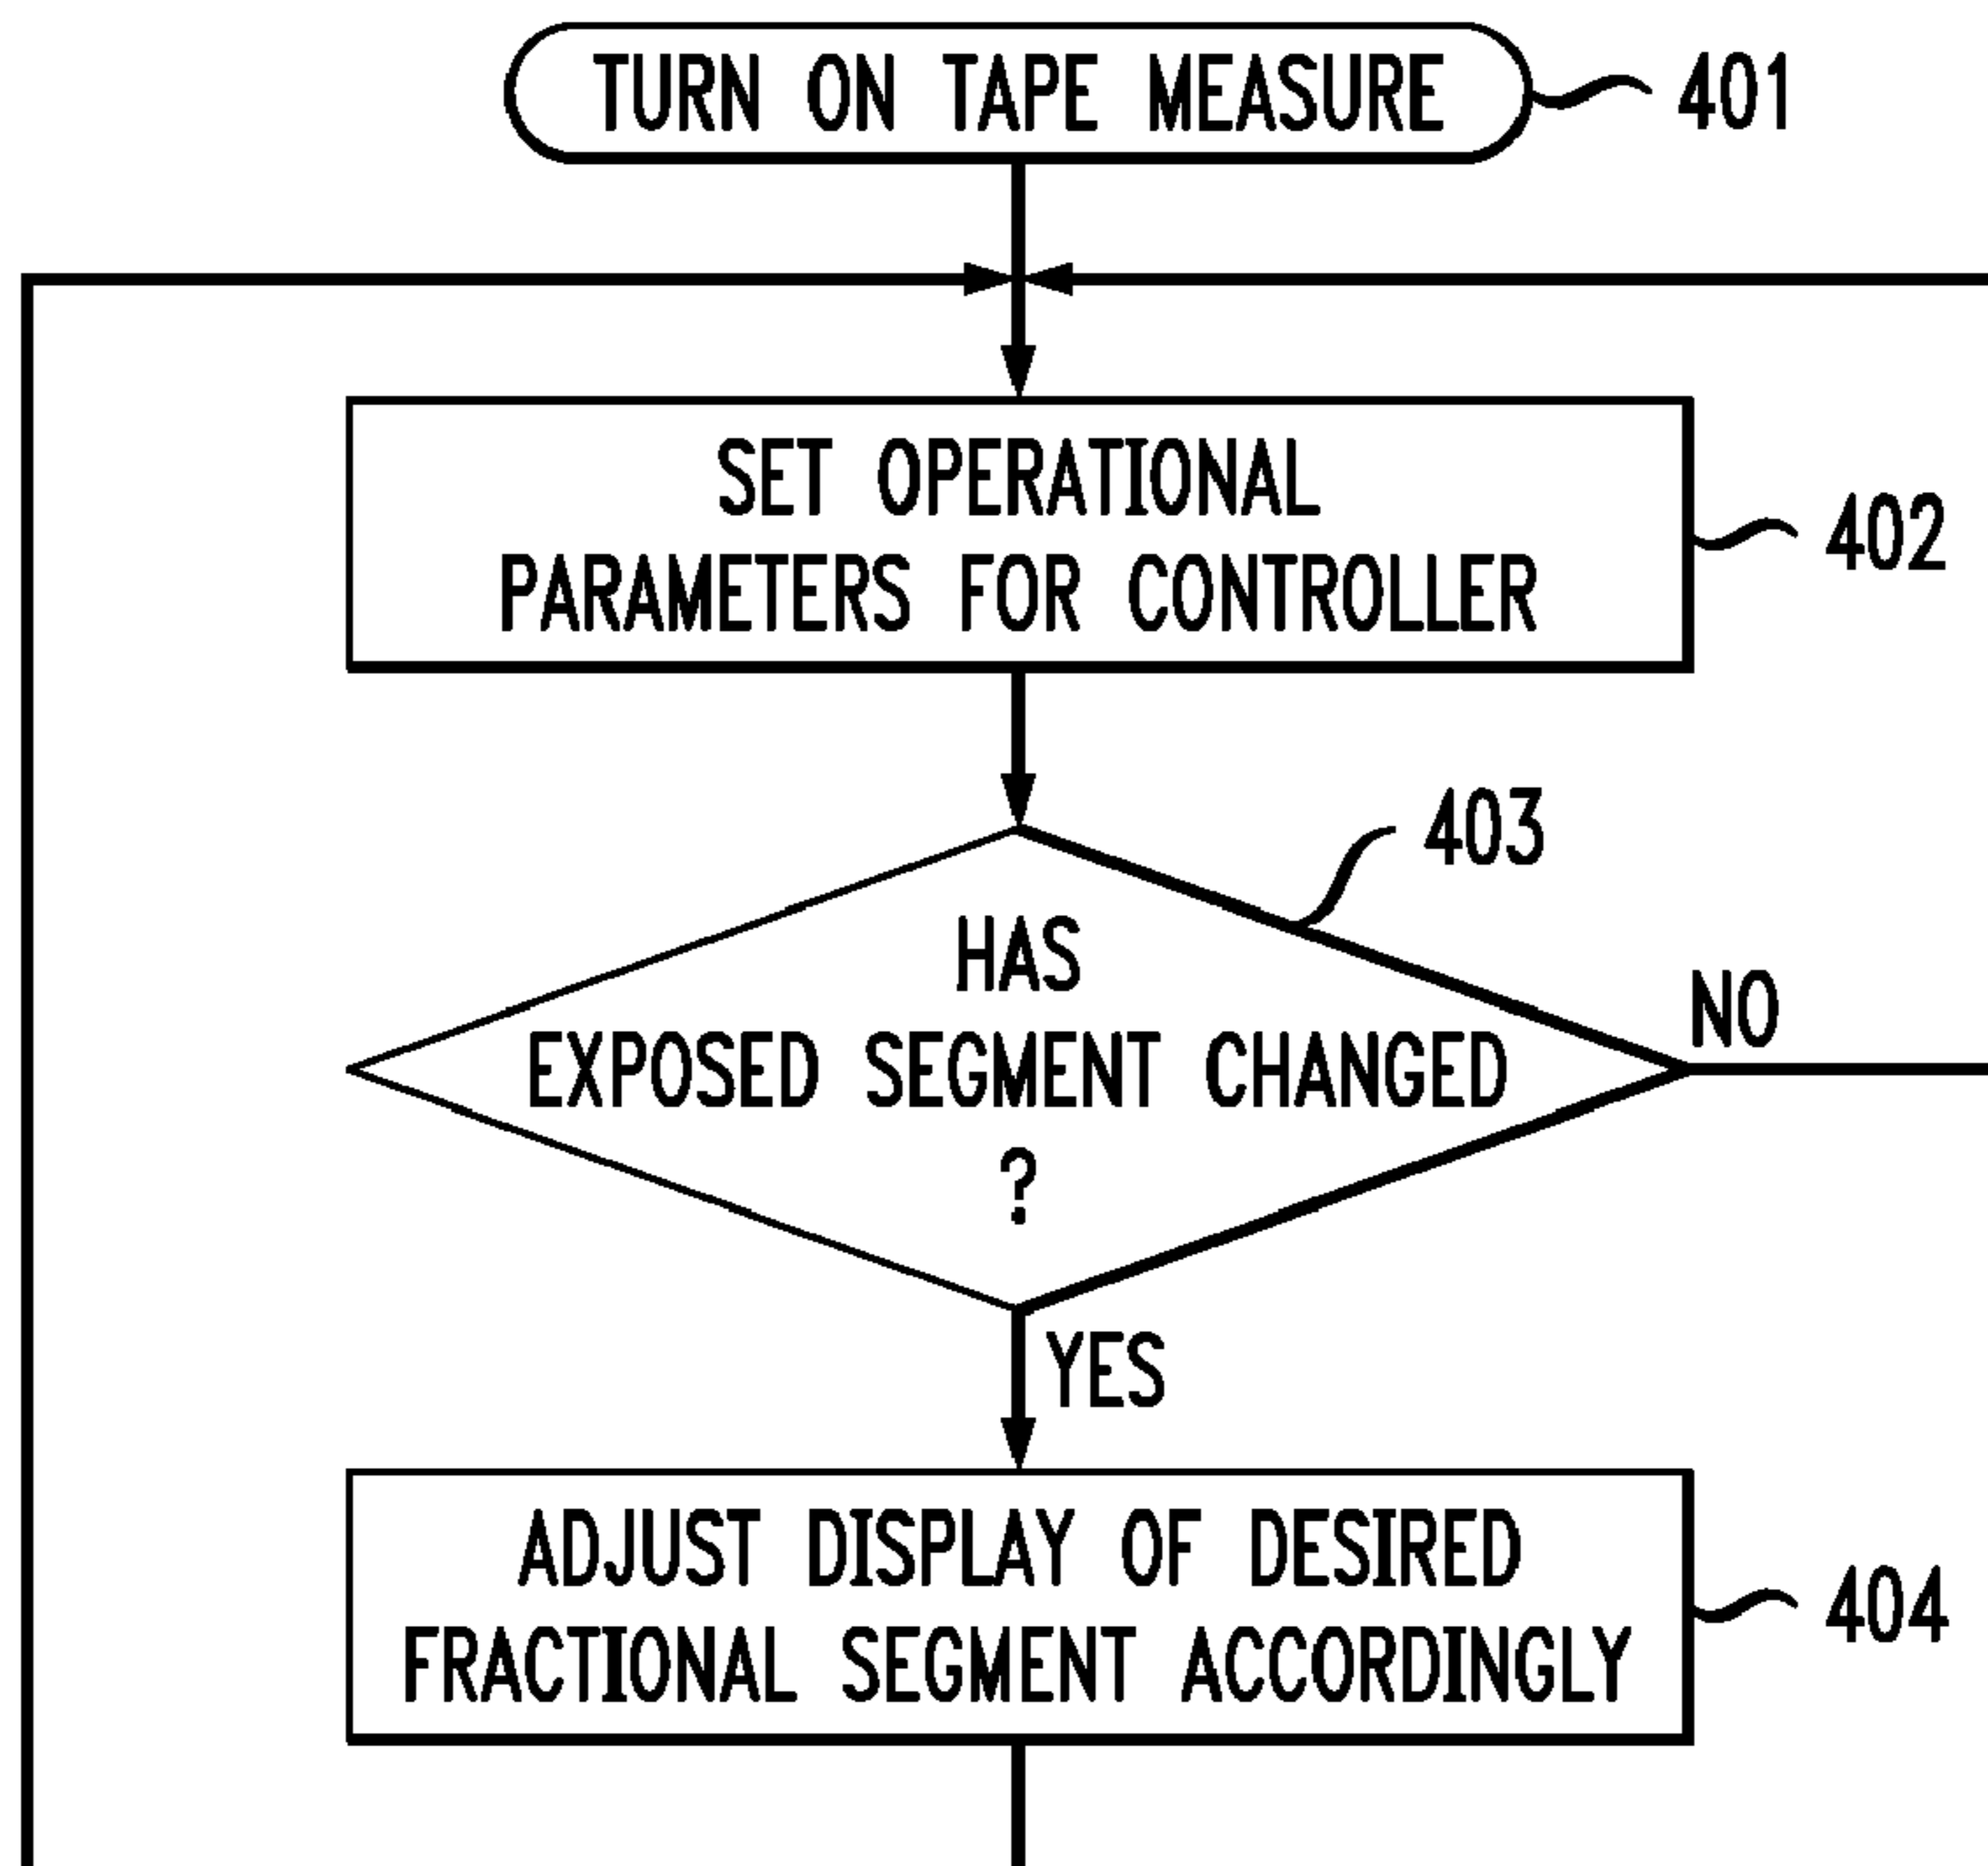 TURN ON TAPE MEASURE
401
SET OPERATIONAL
PARAMETERS FOR CONTROLLER
402
403
HAS
EXPOSED SEGMENT CHANGED
?
NO
YES
ADJUST DISPLAY OF DESIRED
FRACTIONAL SEGMENT ACCORDINGLY
404